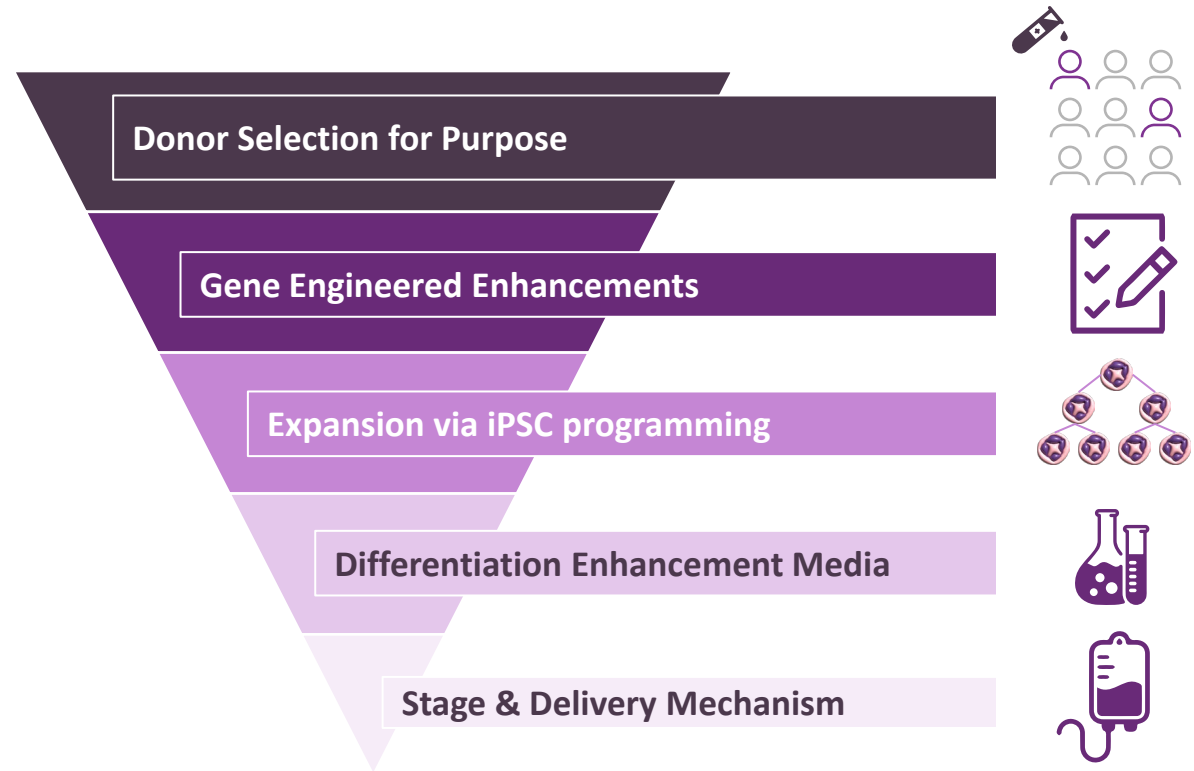 Donor Selection for Purpose
Gene Engineered Enhancements
Expansion via iPSC programming
Differentiation Enhancement Media
Stage & Delivery Mechanism